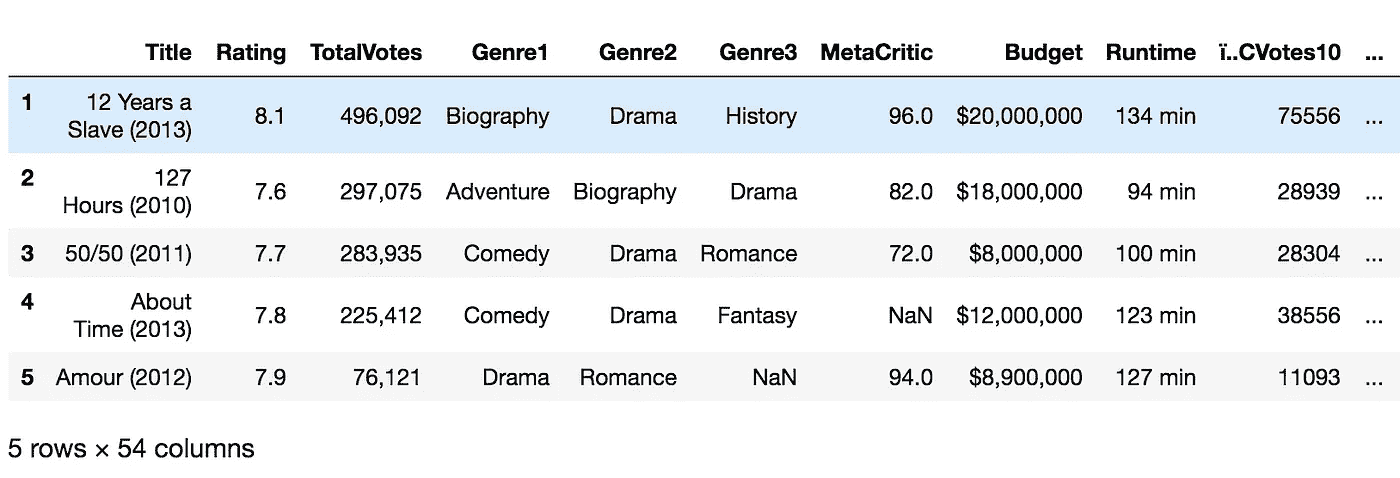 Title Rating TotalVotes Genre1 Genre2 Genre3 MetaCritic Budget Runtime ï..CVotes10 ...
1 12 Years a Slave (2013) 8.1 496,092 Biography Drama History 96.0 $20,000,000 134 min 75556 ...
2 127 Hours (2010) 7.6 297,075 Adventure Biography Drama 82.0 $18,000,000 94 min 28939 ...
3 50/50 (2011) 7.7 283,935 Comedy Drama Romance 72.0 $8,000,000 100 min 28304 ...
4 About Time (2013) 7.8 225,412 Comedy Drama Fantasy NaN $12,000,000 123 min 38556 ...
5 Amour (2012) 7.9 76,121 Drama Romance NaN 94.0 $8,900,000 127 min 11093 ...
5 rows × 54 columns